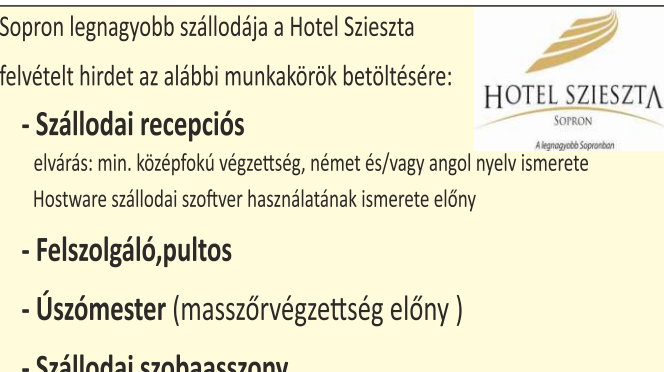 Sopron legnagyobb szállodája a Hotel Szieszta
felvételt hirdet az alábbi munkakörök betöltésére:
HOTEL SZIESZTA
SOPRON
A legnagyobb Sopronban
- Szállodai recepciós
elvárás: min. középfokú végzettség, német és/vagy angol nyelv ismerete
Hostware szállodai szoftver használatának ismerete előny
- Felszolgáló,pultos
- Úszómester (masszőrvégzettség előny )
- Szállodai szobaasszony